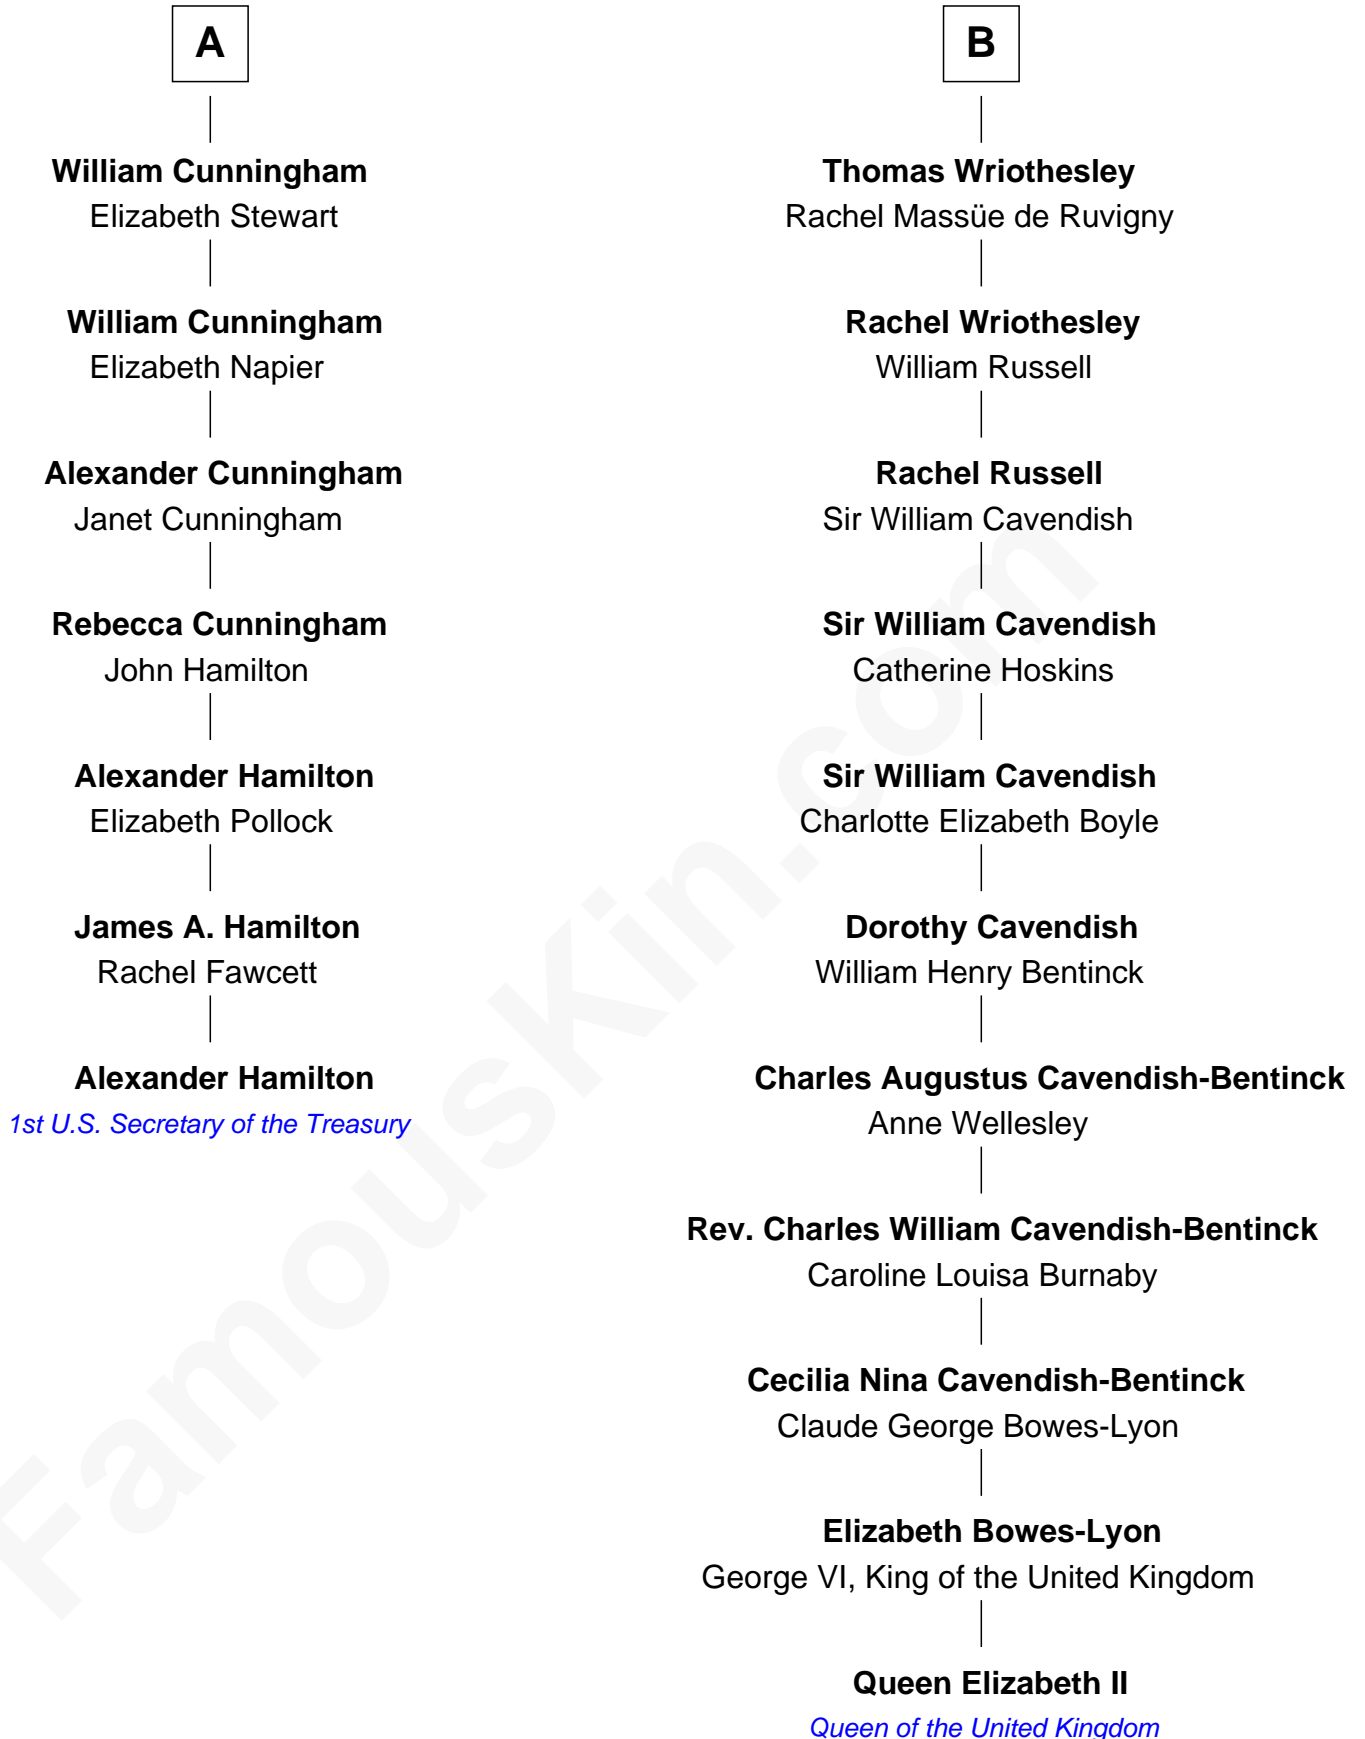 A
William Cunningham
Elizabeth Stewart
William Cunningham
Elizabeth Napier
Alexander Cunningham
Janet Cunningham
Rebecca Cunningham
John Hamilton
Alexander Hamilton
Elizabeth Pollock
James A. Hamilton
Rachel Fawcett
Alexander Hamilton
1st U.S. Secretary of the Treasury
B
Thomas Wriothesley
Rachel Massüe de Ruvigny
Rachel Wriothesley
William Russell
Rachel Russell
Sir William Cavendish
Sir William Cavendish
Catherine Hoskins
Sir William Cavendish
Charlotte Elizabeth Boyle
Dorothy Cavendish
William Henry Bentinck
Charles Augustus Cavendish-Bentinck
Anne Wellesley
Rev. Charles William Cavendish-Bentinck
Caroline Louisa Burnaby
Cecilia Nina Cavendish-Bentinck
Claude George Bowes-Lyon
Elizabeth Bowes-Lyon
George VI, King of the United Kingdom
Queen Elizabeth II
Queen of the United Kingdom
FamousKin.com